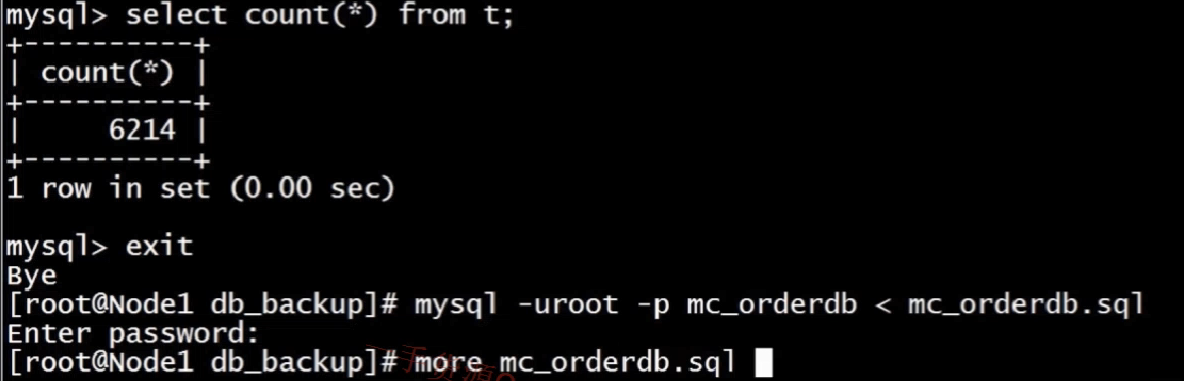 mysql> select count(*) from t;
+----------+
| count(*) |
+----------+
|     6214 |
+----------+
1 row in set (0.00 sec)
mysql> exit
Bye
[root@Node1 db_backup]# mysql -uroot -p mc_orderdb < mc_orderdb.sql
Enter password:
[root@Node1 db_backup]# more mc_orderdb.sql